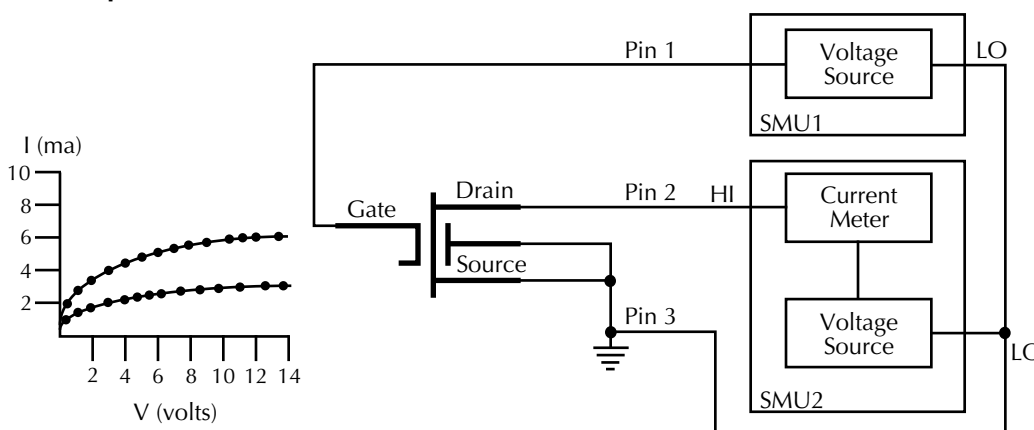 Pin 1
Voltage
Source
LO
SMU1
I (ma)
10
8
6
4
2
2 4 6 8 10 12 14
V (volts)
Gate
Drain
Source
Pin 2
HI
Current
Meter
Pin 3
Voltage
Source
LO
SMU2